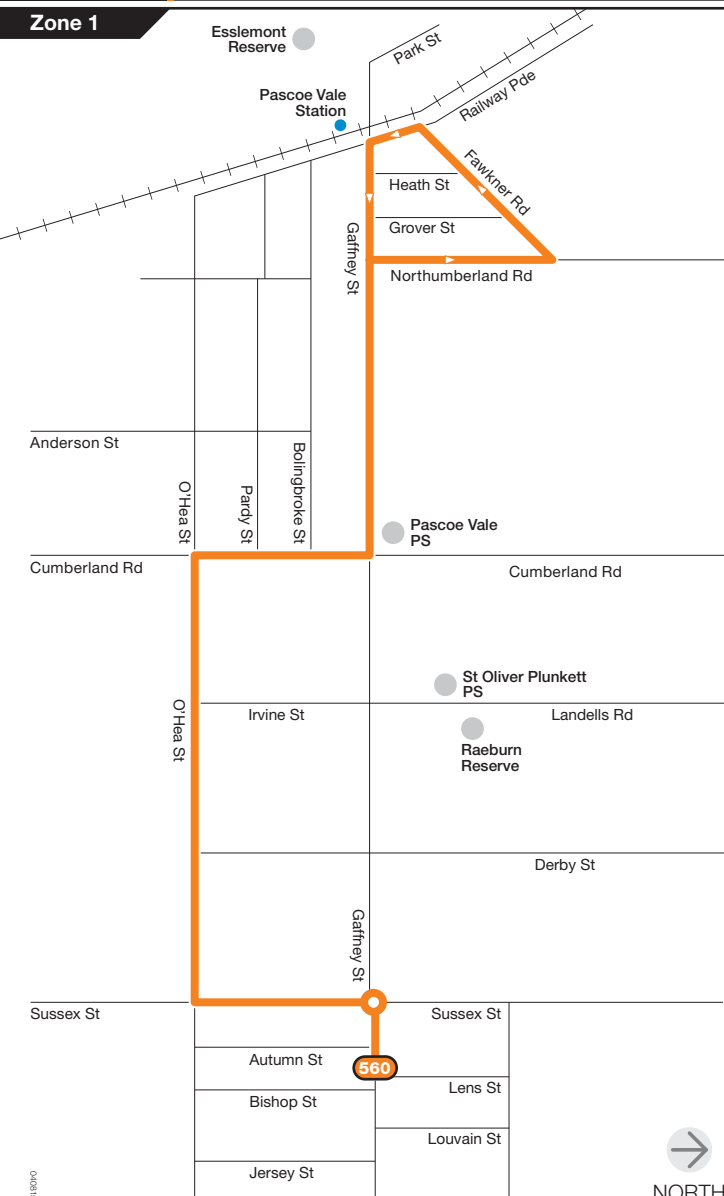 Zone 1
Esslemont
Reserve
Park St
Pascoe Vale
Station
Railway Pde
Fawkner Rd
Heath St
Grover St
Gaffney St
Northumberland Rd
Anderson St
O'Hea St
Pardy St
Bolingbroke St
Pascoe Vale
PS
Cumberland Rd
Cumberland Rd
St Oliver Plunkett
PS
O'Hea St
Irvine St
Landells Rd
Raeburn
Reserve
Derby St
Gaffney St
Sussex St
Sussex St
Autumn St
560
Lens St
Bishop St
Louvain St
Jersey St
NORTH